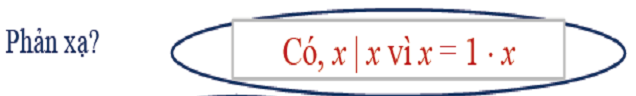 Phản xạ?
Có, x | x vì x = 1 · x